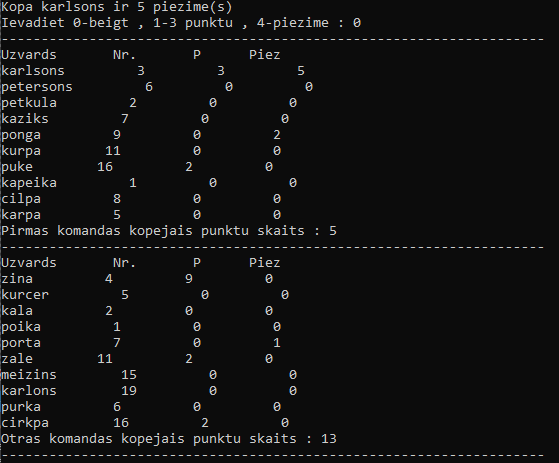 Kopa karlsons ir 5 piezime(s)
Ievadiet 0-beigt , 1-3 punktu , 4-piezime : 0
--------------------------------------------------------------------
Uzvards       Nr.       P      Piez
karlsons         3         3         5
petersons         6         0         0
petkula         2         0         0
kaziks         7         0         0
ponga         9         0         2
kurpa        11         0         0
puke        16         2         0
kapeika         1         0         0
cilpa         8         0         0
karpa         5         0         0
Pirmas komandas kopejais punktu skaits : 5
--------------------------------------------------------------------
Uzvards       Nr.      P       Piez
zina         4         9         0
kurcer         5         0         0
kala         2         0         0
poika         1         0         0
porta         7         0         1
zale        11         2         0
meizins        15         0         0
karlons        19         0         0
purka         6         0         0
cirkpa        16         2         0
Otras komandas kopejais punktu skaits : 13
--------------------------------------------------------------------